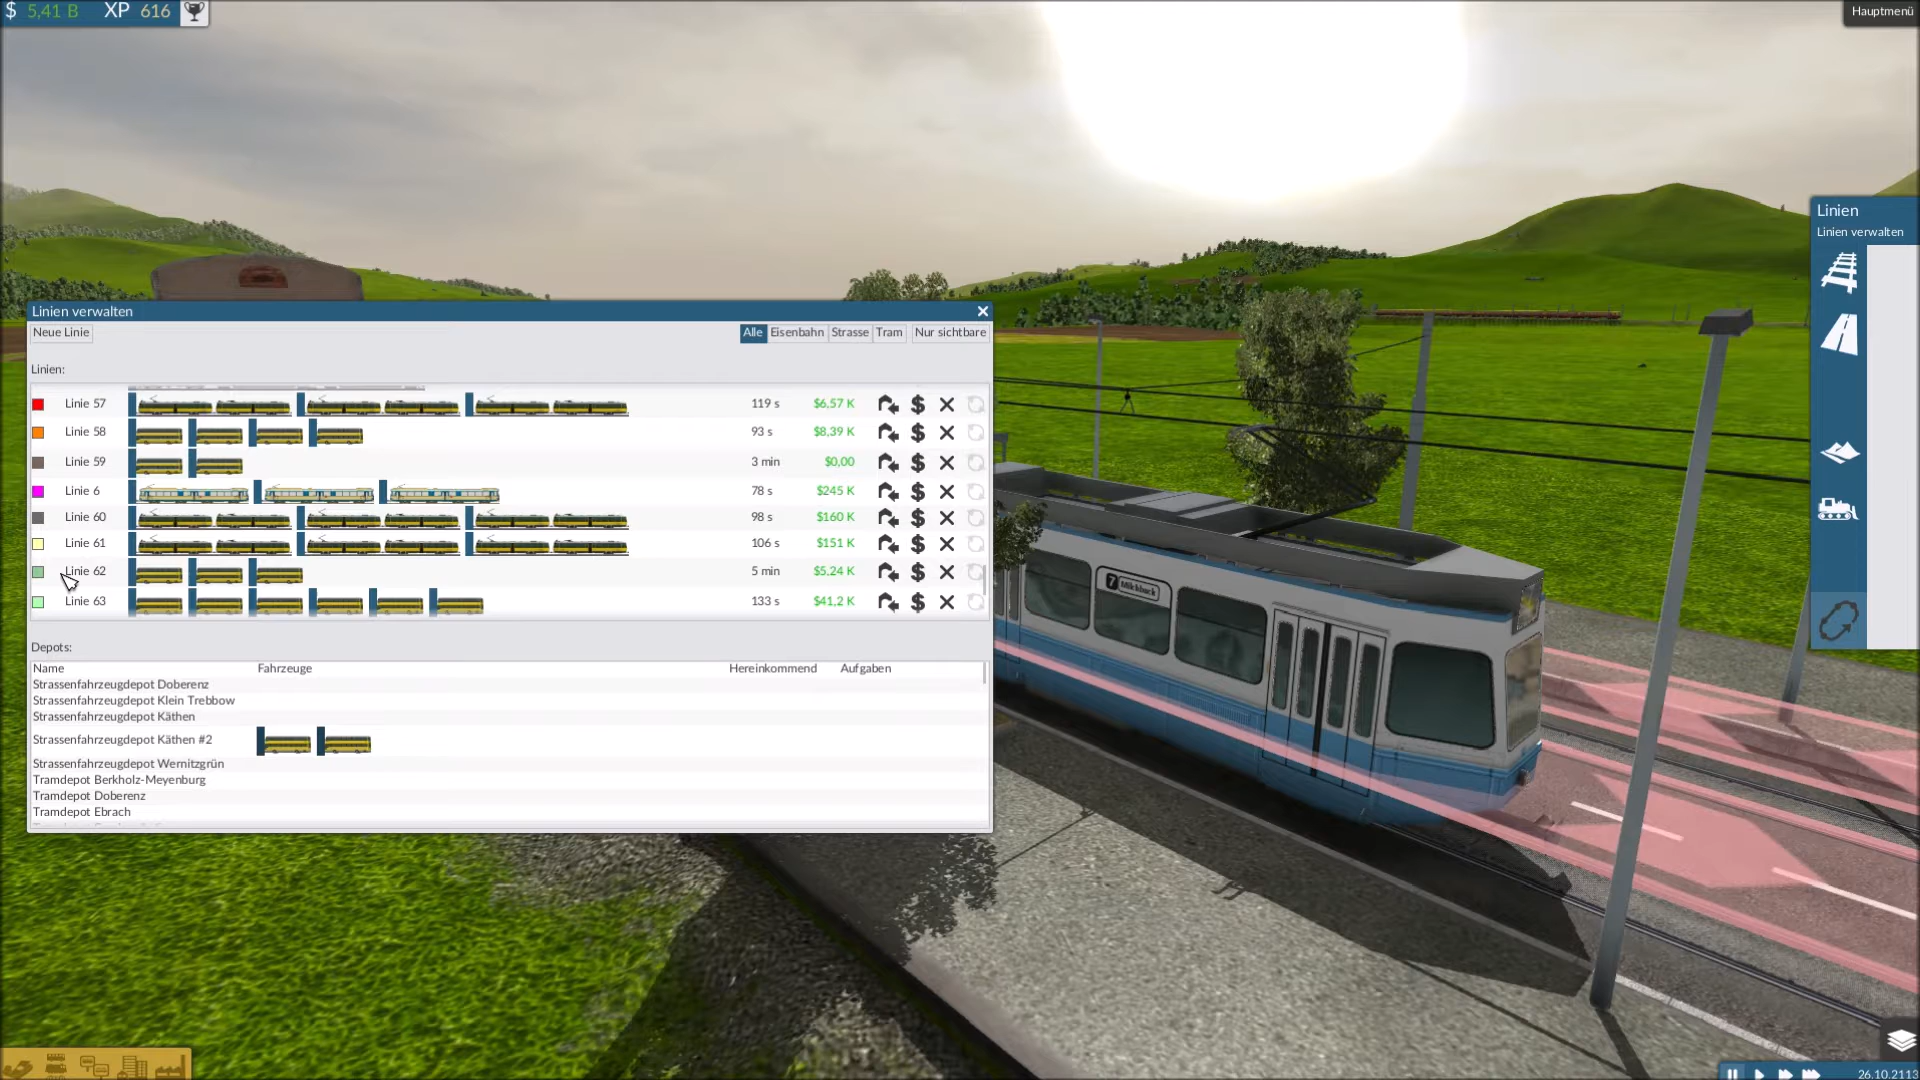 $ 5,41 B XP 616
Hauptmenü
Linien
Linien verwalten
Linien verwalten
Neue Linie
Alle Eisenbahn Strasse Tram Nur sichtbare
Linien:
Linie 57 119 s $6,57 K $
Linie 58 93 s $8,39 K $
Linie 59 3 min $0,00 $
Linie 6 78 s $245 K $
Linie 60 98 s $160 K $
Linie 61 106 s $151 K $
Linie 62 5 min $5,24 K $
Linie 63 133 s $41,2 K $
Depots:
Name Fahrzeuge Hereinkommend Aufgaben
Strassenfahrzeugdepot Doberenz
Strassenfahrzeugdepot Klein Trebbow
Strassenfahrzeugdepot Käthen
Strassenfahrzeugdepot Käthen #2
Strassenfahrzeugdepot Wernitzgrün
Tramdepot Berkholz-Meyenburg
Tramdepot Doberenz
Tramdepot Ebrach
7
26.10.2113